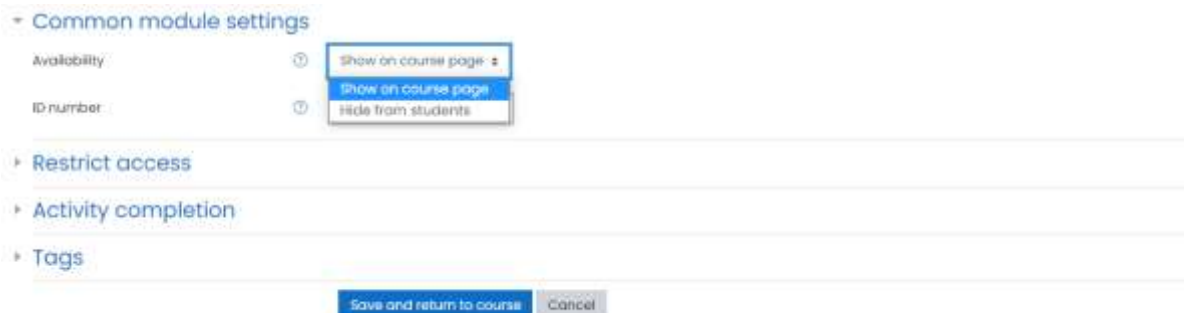 Common module settings
Availability Show on course page
Show on course page
ID number Hide from students
Restrict access
Activity completion
Tags
Save and return to course Cancel